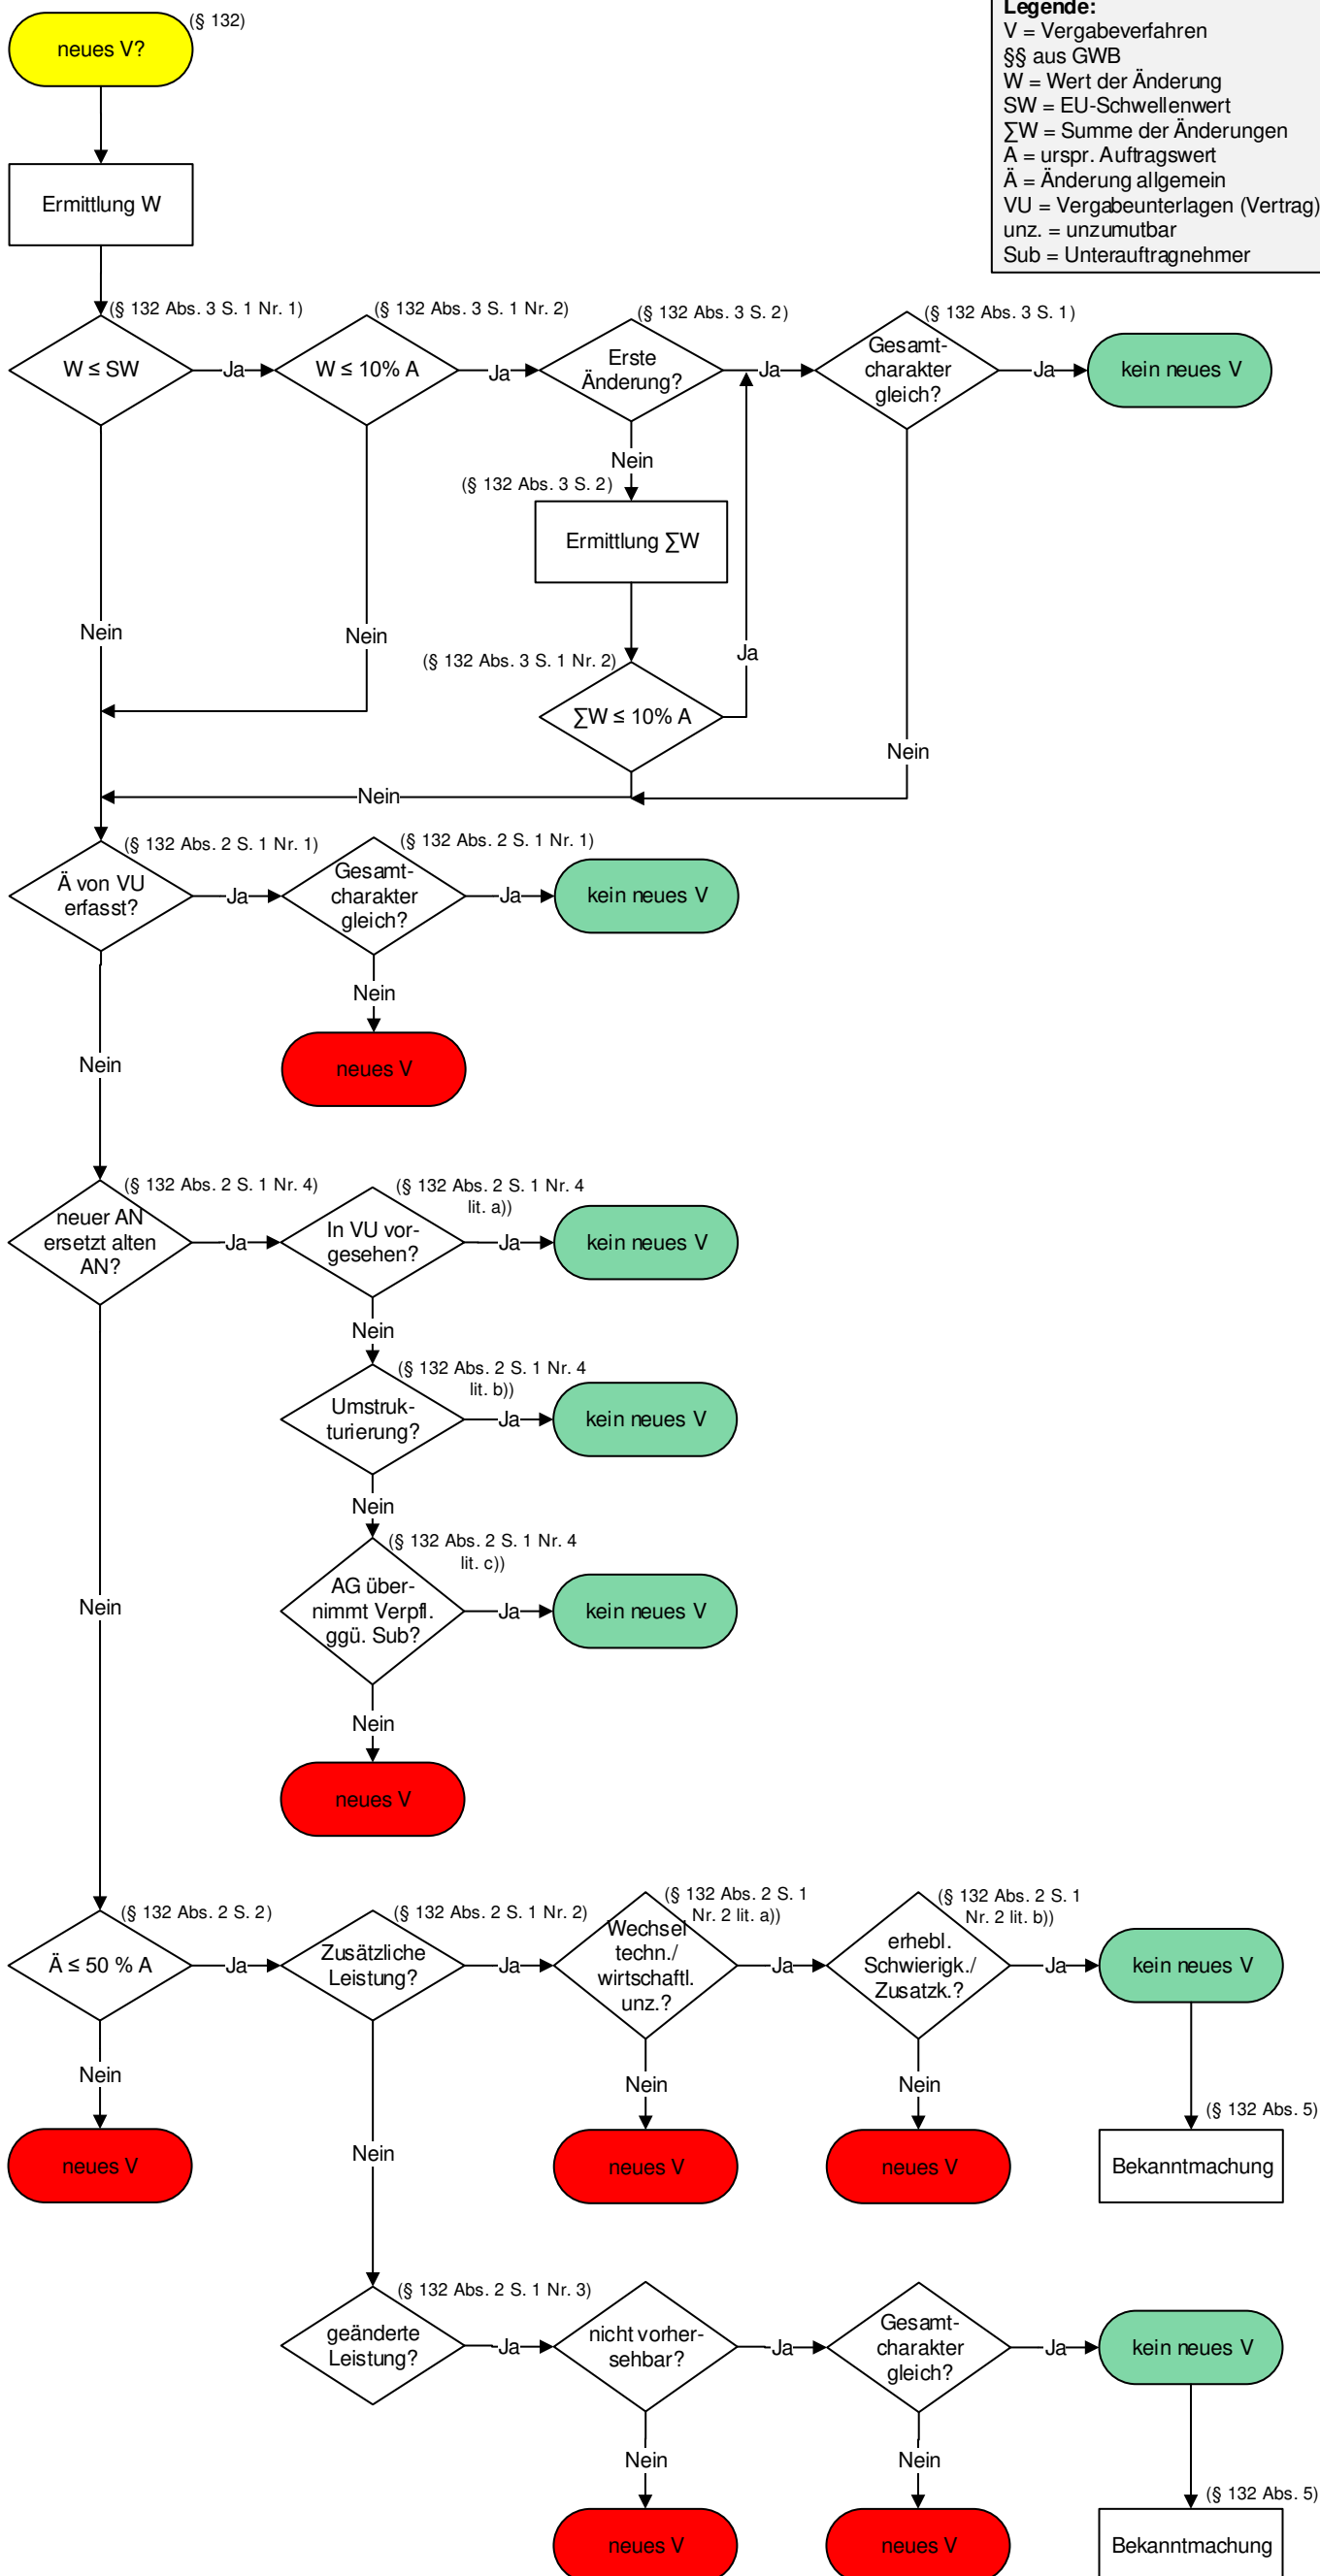 (§ 132)
neues V?
Legende:
V = Vergabeverfahren
§§ aus GWB
W = Wert der Änderung
SW = EU-Schwellenwert
∑W = Summe der Änderungen
A = urspr. Auftragswert
Ä = Änderung allgemein
VU = Vergabeunterlagen (Vertrag)
unz. = unzumutbar
Sub = Unterauftragnehmer
Ermittlung W
(§ 132 Abs. 3 S. 1 Nr. 1)
W ≤ SW
Ja
(§ 132 Abs. 3 S. 1 Nr. 2)
W ≤ 10% A
Ja
(§ 132 Abs. 3 S. 2)
Erste
Änderung?
Ja
(§ 132 Abs. 3 S. 1)
Gesamt-
charakter
gleich?
Ja
kein neues V
Nein
(§ 132 Abs. 3 S. 2)
Ermittlung ∑W
Nein
Nein
Ja
(§ 132 Abs. 3 S. 1 Nr. 2)
∑W ≤ 10% A
Nein
Nein
(§ 132 Abs. 2 S. 1 Nr. 1)
Ä von VU
erfasst?
Ja
(§ 132 Abs. 2 S. 1 Nr. 1)
Gesamt-
charakter
gleich?
Ja
kein neues V
Nein
neues V
Nein
(§ 132 Abs. 2 S. 1 Nr. 4)
neuer AN
ersetzt alten
AN?
Ja
(§ 132 Abs. 2 S. 1 Nr. 4
lit. a))
In VU vor-
gesehen?
Ja
kein neues V
Nein
(§ 132 Abs. 2 S. 1 Nr. 4
lit. b))
Umstruk-
turierung?
Ja
kein neues V
Nein
(§ 132 Abs. 2 S. 1 Nr. 4
lit. c))
AG über-
nimmt Verpfl.
ggü. Sub?
Ja
kein neues V
Nein
Nein
neues V
(§ 132 Abs. 2 S. 2)
Ä ≤ 50 % A
Ja
(§ 132 Abs. 2 S. 1 Nr. 2)
Zusätzliche
Leistung?
Ja
(§ 132 Abs. 2 S. 1
Nr. 2 lit. a))
Wechsel
techn./
wirtschaftl.
unz.?
Ja
(§ 132 Abs. 2 S. 1
Nr. 2 lit. b))
erhebl.
Schwierigk./
Zusatzk.?
Ja
kein neues V
Nein
neues V
Nein
Nein
neues V
Nein
neues V
(§ 132 Abs. 5)
Bekanntmachung
(§ 132 Abs. 2 S. 1 Nr. 3)
geänderte
Leistung?
Ja
nicht vorher-
sehbar?
Ja
Gesamt-
charakter
gleich?
Ja
kein neues V
Nein
neues V
Nein
neues V
(§ 132 Abs. 5)
Bekanntmachung